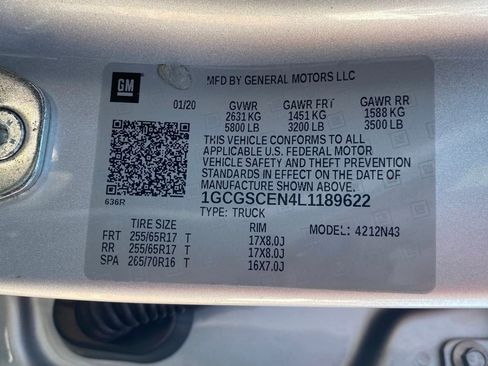 GM
MFD BY GENERAL MOTORS LLC
01/20 GVWR GAWR FRT GAWR RR
2631 KG 1451 KG 1588 KG
5800 LB 3200 LB 3500 LB
THIS VEHICLE CONFORMS TO ALL
APPLICABLE U.S. FEDERAL MOTOR
VEHICLE SAFETY AND THEFT PREVENTION
STANDARDS IN EFFECT ON THE DATE OF
MANUFACTURE SHOWN ABOVE.
636R 1GCGSCEN4L1189622
TYPE: TRUCK
TIRE SIZE RIM MODEL: 4212N43
FRT 255/65R17 T 17X8.0J
RR 255/65R17 T 17X8.0J
SPA 265/70R16 T 16X7.0J